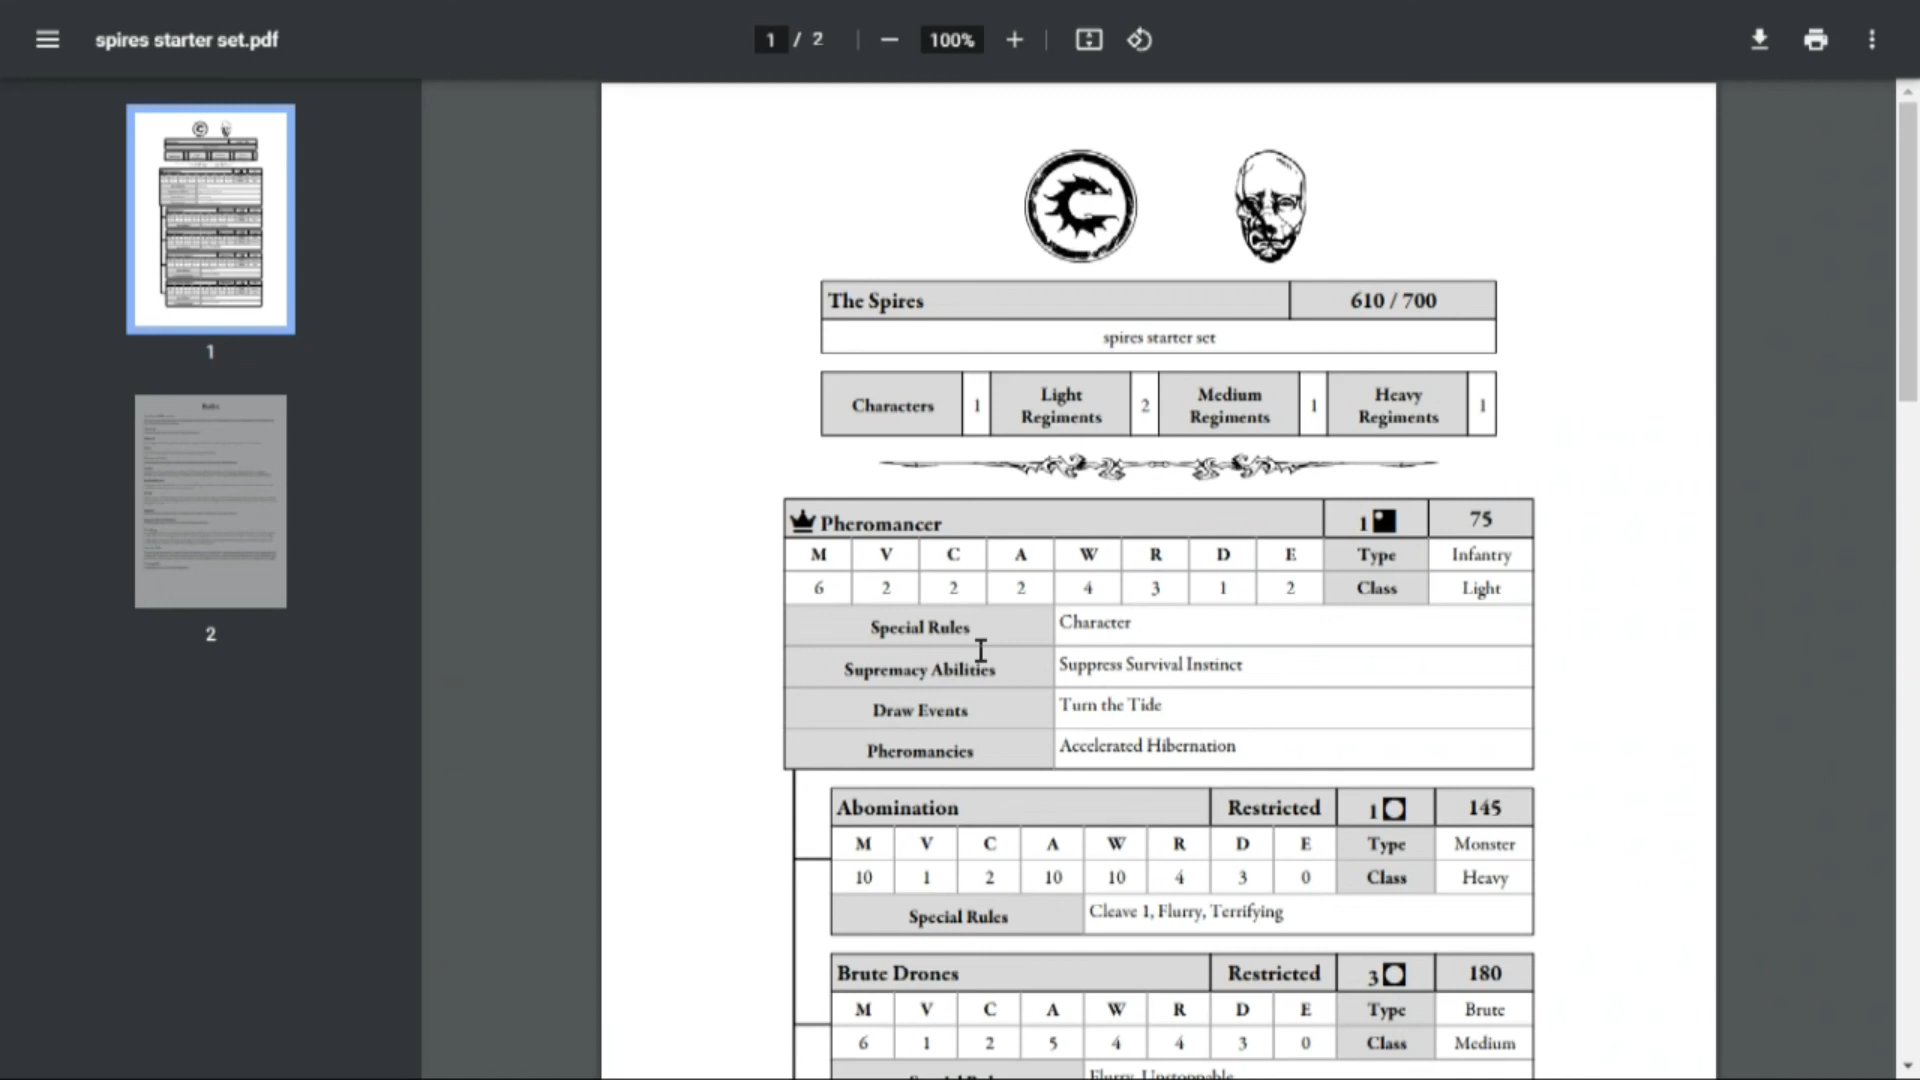 spires starter set.pdf
1 / 2
100%
The Spires 610 / 700
spires starter set
Characters 1 Light Regiments 2 Medium Regiments 1 Heavy Regiments 1
Pheromancer 1 75
M V C A W R D E Type Infantry
6 2 2 2 4 3 1 2 Class Light
Special Rules Character
Supremacy Abilities Suppress Survival Instinct
Draw Events Turn the Tide
Pheromancies Accelerated Hibernation
Abomination Restricted 1 145
M V C A W R D E Type Monster
10 1 2 10 10 4 3 0 Class Heavy
Special Rules Cleave 1, Flurry, Terrifying
Brute Drones Restricted 3 180
M V C A W R D E Type Brute
6 1 2 5 4 4 3 0 Class Medium
Flurry, Unstoppable
1
2